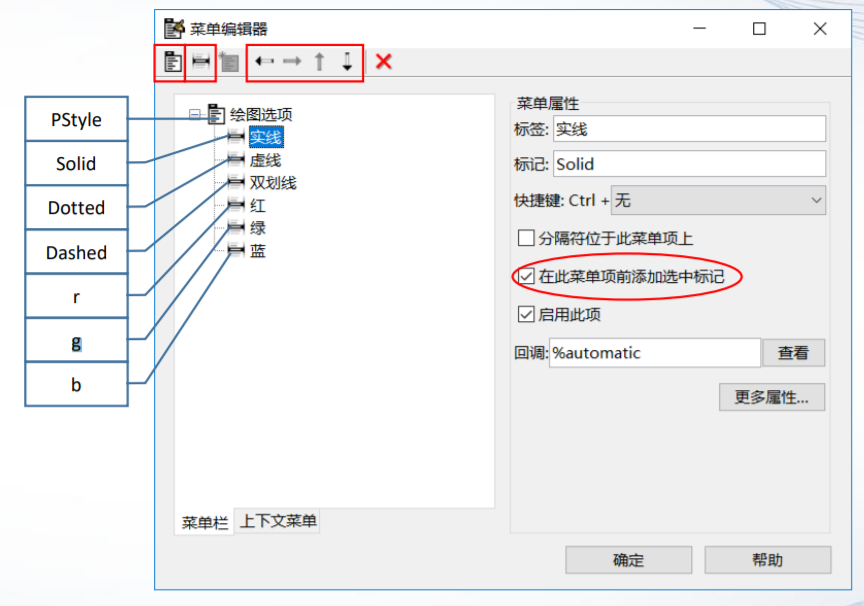 菜单编辑器
PStyle
Solid
Dotted
Dashed
r
g
b
绘图选项
实线
虚线
双划线
红
绿
蓝
菜单栏
上下文菜单
菜单属性
标签: 实线
标记: Solid
快捷键: Ctrl + 无
分隔符位于此菜单项上
在此菜单项前添加选中标记
启用此项
回调: %automatic
查看
更多属性...
确定
帮助